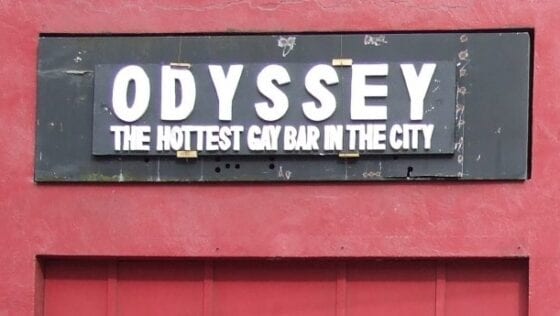 ODYSSEY
THE HOTTEST GAY BAR IN THE CITY